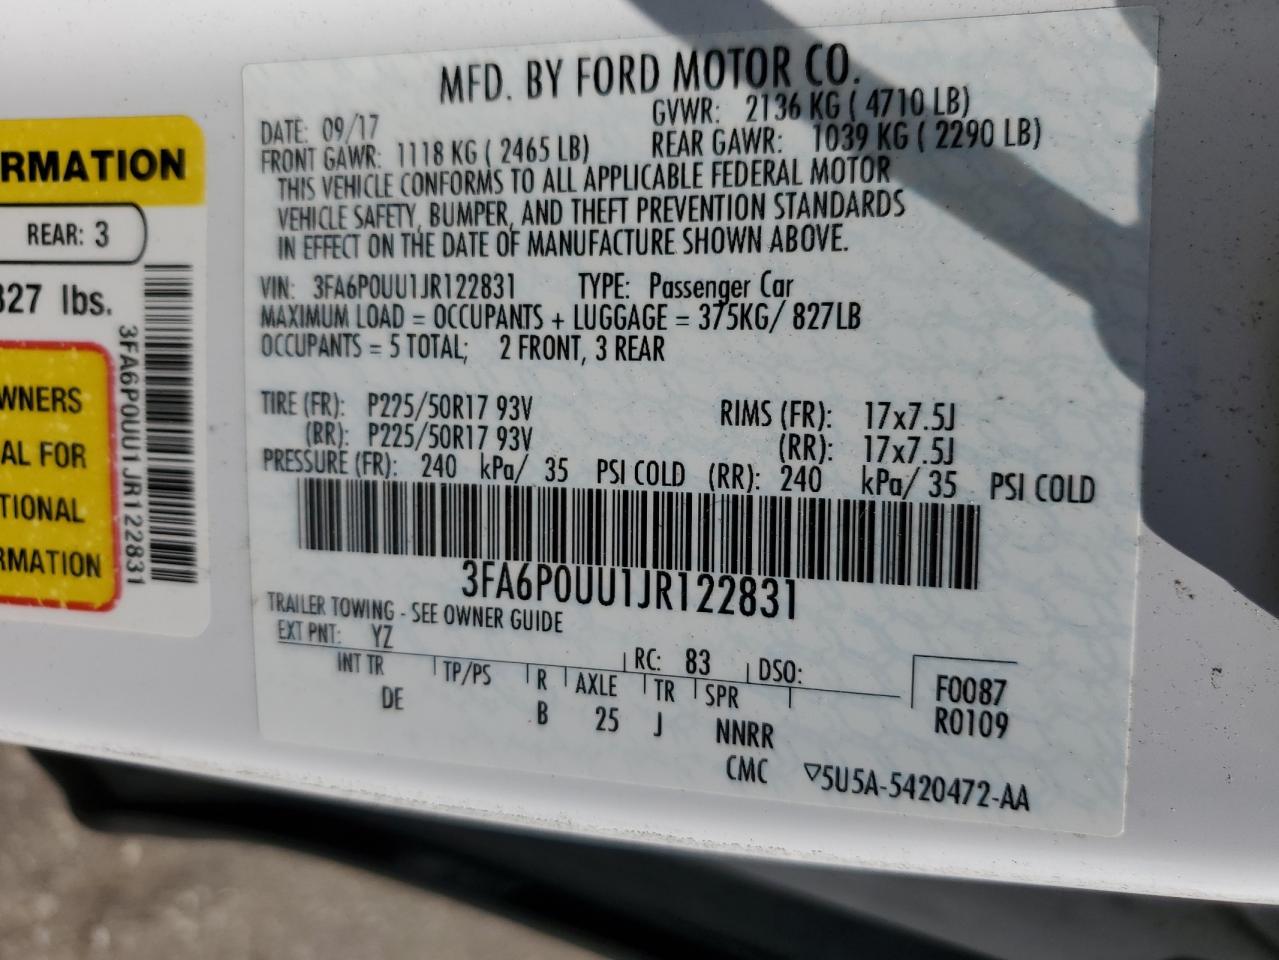 RMATION
REAR: 3
827 lbs.
3FA6P0UU1JR122831
WNERS
AL FOR
TIONAL
RMATION
MFD. BY FORD MOTOR CO.
DATE: 09/17 GVWR: 2136 KG ( 4710 LB)
FRONT GAWR: 1118 KG ( 2465 LB) REAR GAWR: 1039 KG ( 2290 LB)
THIS VEHICLE CONFORMS TO ALL APPLICABLE FEDERAL MOTOR
VEHICLE SAFETY, BUMPER, AND THEFT PREVENTION STANDARDS
IN EFFECT ON THE DATE OF MANUFACTURE SHOWN ABOVE.
VIN: 3FA6P0UU1JR122831 TYPE: Passenger Car
MAXIMUM LOAD = OCCUPANTS + LUGGAGE = 375KG/ 827LB
OCCUPANTS = 5 TOTAL; 2 FRONT, 3 REAR
TIRE (FR): P225/50R17 93V RIMS (FR): 17x7.5J
(RR): P225/50R17 93V (RR): 17x7.5J
PRESSURE (FR): 240 kPa/ 35 PSI COLD (RR): 240 kPa/ 35 PSI COLD
3FA6P0UU1JR122831
TRAILER TOWING - SEE OWNER GUIDE
EXT PNT: YZ RC: 83 DSO:
INT TR TP/PS R AXLE TR SPR F0087
DE B 25 J NNRR R0109
CMC ▽5U5A-5420472-AA